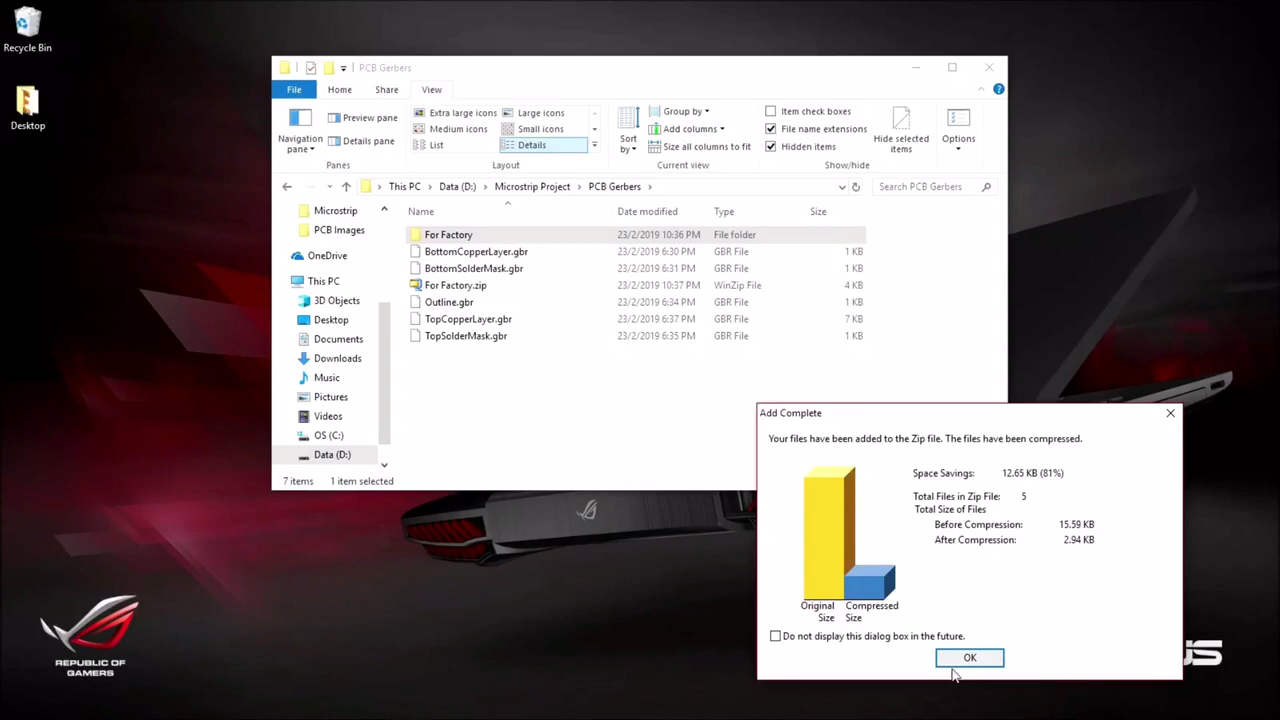 Recycle Bin
Desktop
PCB Gerbers
File Home Share View
Navigation pane
Preview pane
Details pane
Panes
Extra large icons Large icons
Medium icons Small icons
List Details
Layout
Sort by
Group by
Add columns
Size all columns to fit
Current view
Item check boxes
File name extensions
Hidden items
Hide selected items
Show/hide
Options
This PC Data (D:) Microstrip Project PCB Gerbers
Search PCB Gerbers
Microstrip
PCB Images
OneDrive
This PC
3D Objects
Desktop
Documents
Downloads
Music
Pictures
Videos
OS (C:)
Data (D:)
Name Date modified Type Size
For Factory 23/2/2019 10:36 PM File folder
BottomCopperLayer.gbr 23/2/2019 6:30 PM GBR File 1 KB
BottomSolderMask.gbr 23/2/2019 6:31 PM GBR File 1 KB
For Factory.zip 23/2/2019 10:37 PM WinZip File 4 KB
Outline.gbr 23/2/2019 6:34 PM GBR File 1 KB
TopCopperLayer.gbr 23/2/2019 6:37 PM GBR File 7 KB
TopSolderMask.gbr 23/2/2019 6:35 PM GBR File 1 KB
7 items 1 item selected
Add Complete
Your files have been added to the Zip file. The files have been compressed.
Space Savings: 12.65 KB (81%)
Total Files in Zip File: 5
Total Size of Files
Before Compression: 15.59 KB
After Compression: 2.94 KB
Original Size
Compressed Size
Do not display this dialog box in the future.
OK
REPUBLIC OF
GAMERS